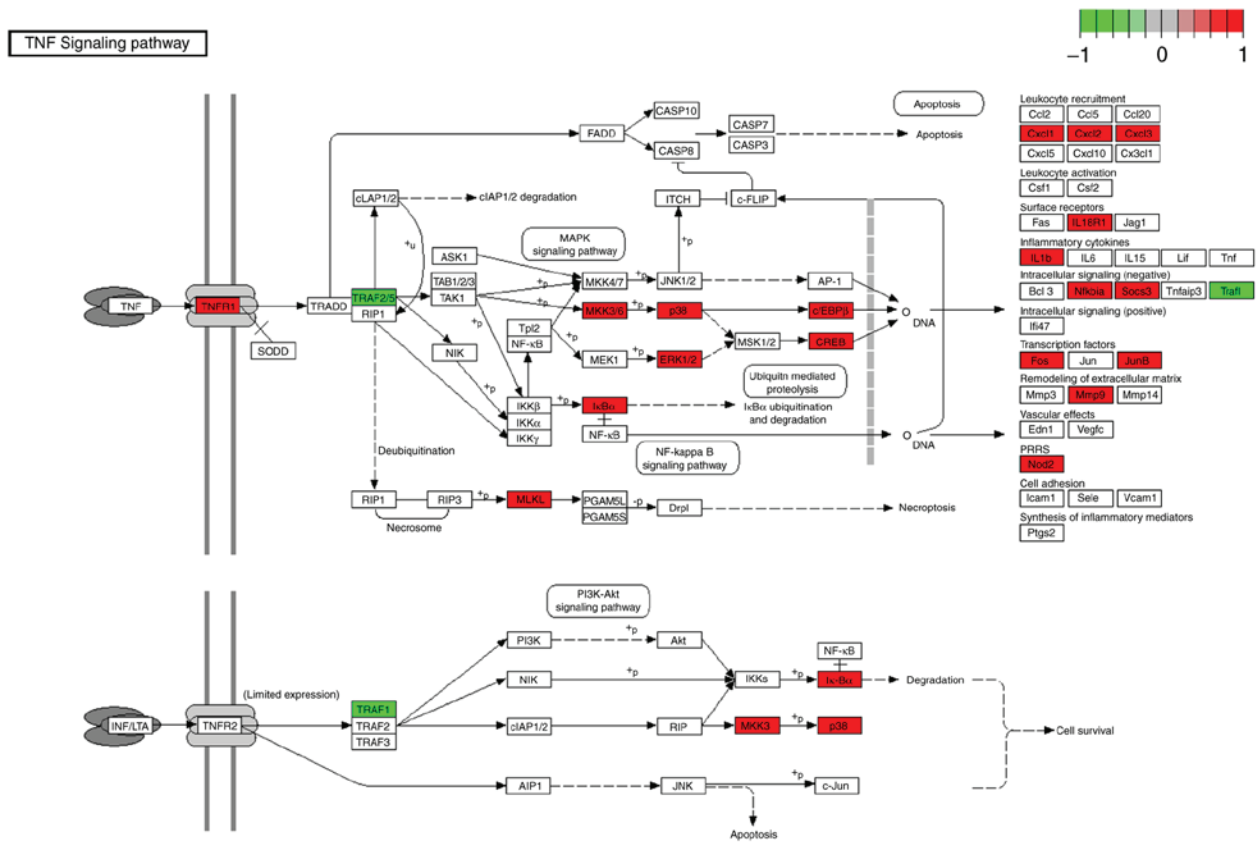 TNF Signaling pathway
−1 0 1
Apoptosis
CASP10
FADD
CASP7
CASP3
Apoptosis
CASP8
cLAP1/2
cIAP1/2 degradation
ITCH
c-FLIP
+u
+p
MAPK
signaling pathway
ASK1
TAB1/2/3
TAK1
MKK4/7
+p
JNK1/2
AP-1
TNF
TNFR1
TRADD
TRAF2/5
RIP1
SODD
+p
+p
MKK3/6
+p
p38
+p
c/EBPβ
DNA
Tpl2
NF-κB
+p
MSK1/2
+p
CREB
NIK
MEK1
+p
ERK1/2
+p
+p
Ubiquitn mediated
proteolysis
IKKβ
IKKα
IKKγ
+p
IκBα
IκBα ubiquitination
and degradation
NF-κB
DNA
NF-kappa B
signaling pathway
Deubiquitination
RIP1
RIP3
+p
MLKL
PGAM5L
PGAM5S
-p
Drpl
Necroptosis
Necrosome
Leukocyte recruitment
Ccl2 Ccl5 Ccl20
Cxcl1 Cxcl2 Cxcl3
Cxcl5 Cxcl10 Cx3cl1
Leukocyte activation
Csf1 Csf2
Surface receptors
Fas IL18R1 Jag1
Inflammatory cytokines
IL1b IL6 IL15 Lif Tnf
Intracellular signaling (negative)
Bcl 3 Nfkbia Socs3 Tnfaip3 Trafl
Intracellular signaling (positive)
Ifi47
Transcription factors
Fos Jun JunB
Remodeling of extracellular matrix
Mmp3 Mmp9 Mmp14
Vascular effects
Edn1 Vegfc
PRRS
Nod2
Cell adhesion
Icam1 Sele Vcam1
Synthesis of inflammatory mediators
Ptgs2
PI3K-Akt
signaling pathway
PI3K
+p
Akt
NF-κB
NIK
+p
IKKs
+p
Iκ-Bα
Degradation
(Limited expression)
INF/LTA
TNFR2
TRAF1
TRAF2
TRAF3
cIAP1/2
RIP
MKK3
+p
p38
Cell survival
AIP1
JNK
+p
c-Jun
Apoptosis